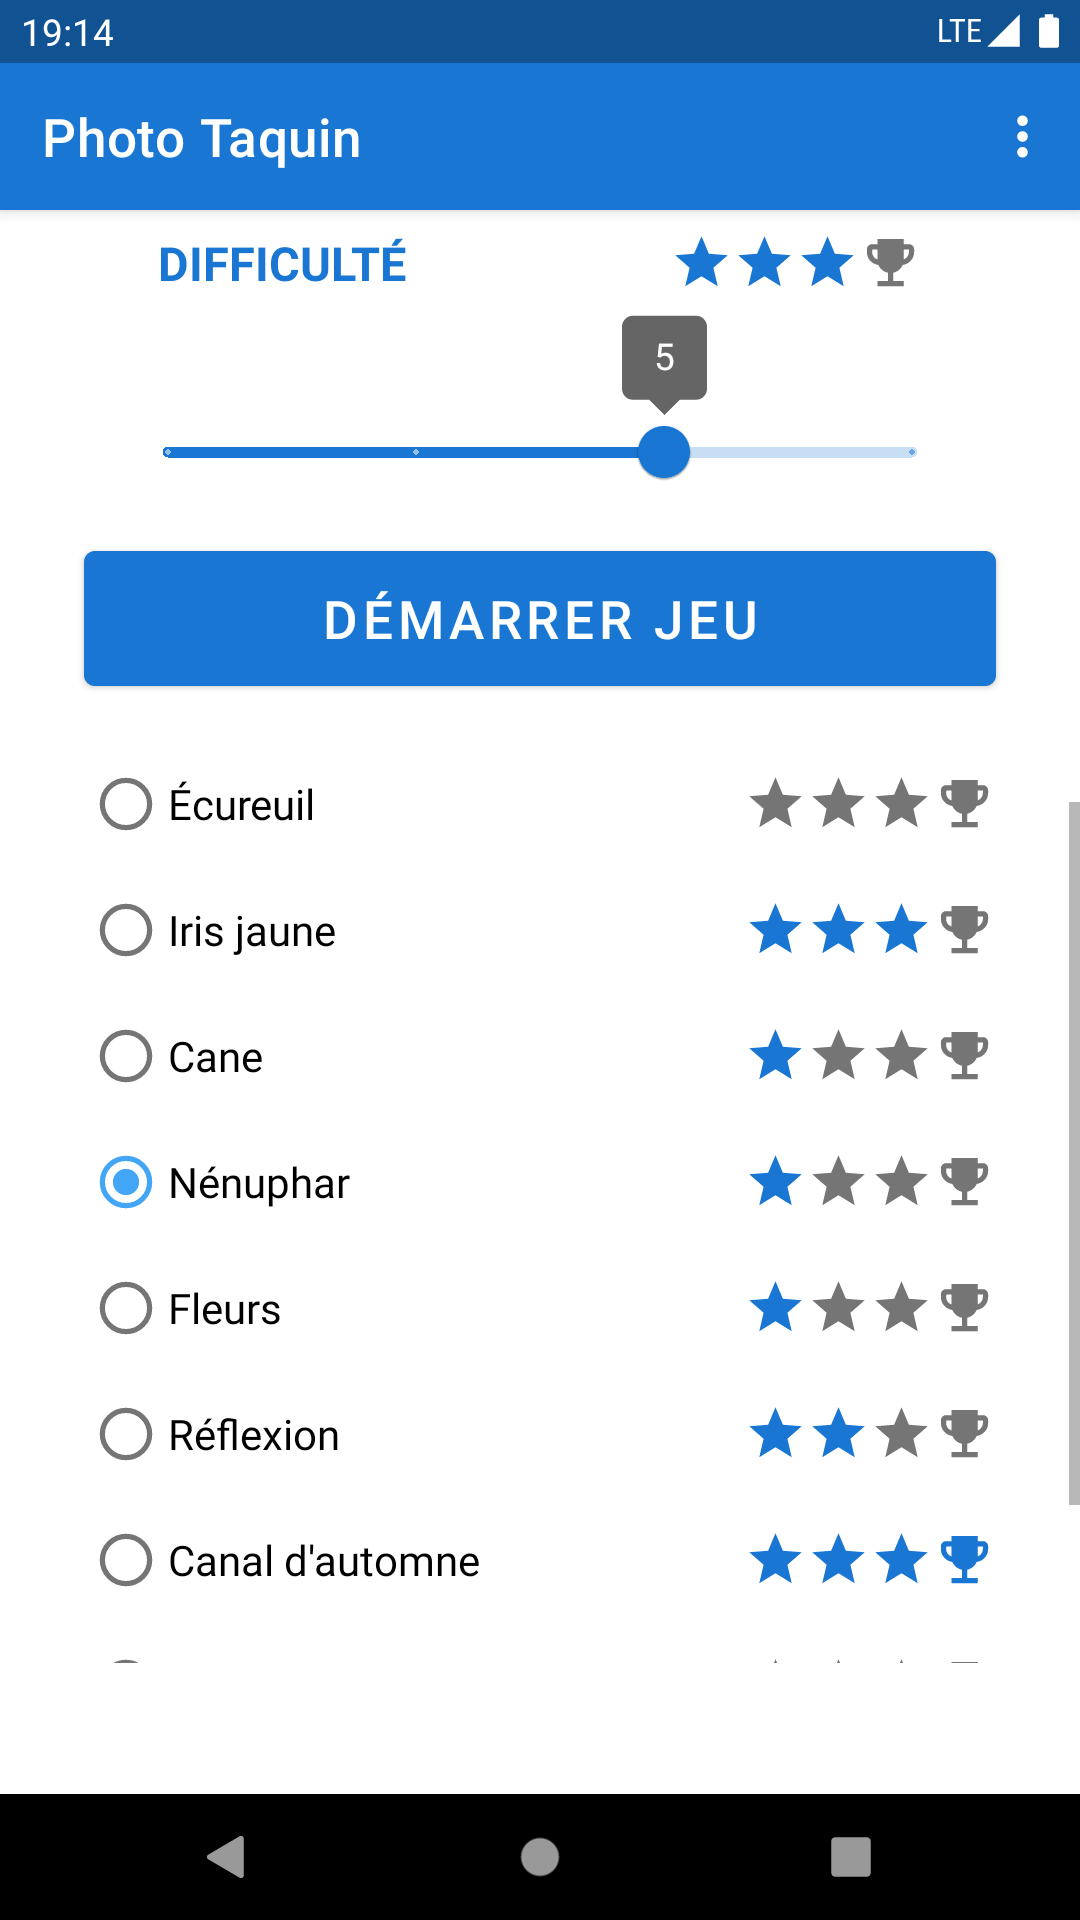 19:14 LTE
Photo Taquin
DIFFICULTÉ
5
DÉMARRER JEU
Écureuil
Iris jaune
Cane
Nénuphar
Fleurs
Réflexion
Canal d'automne